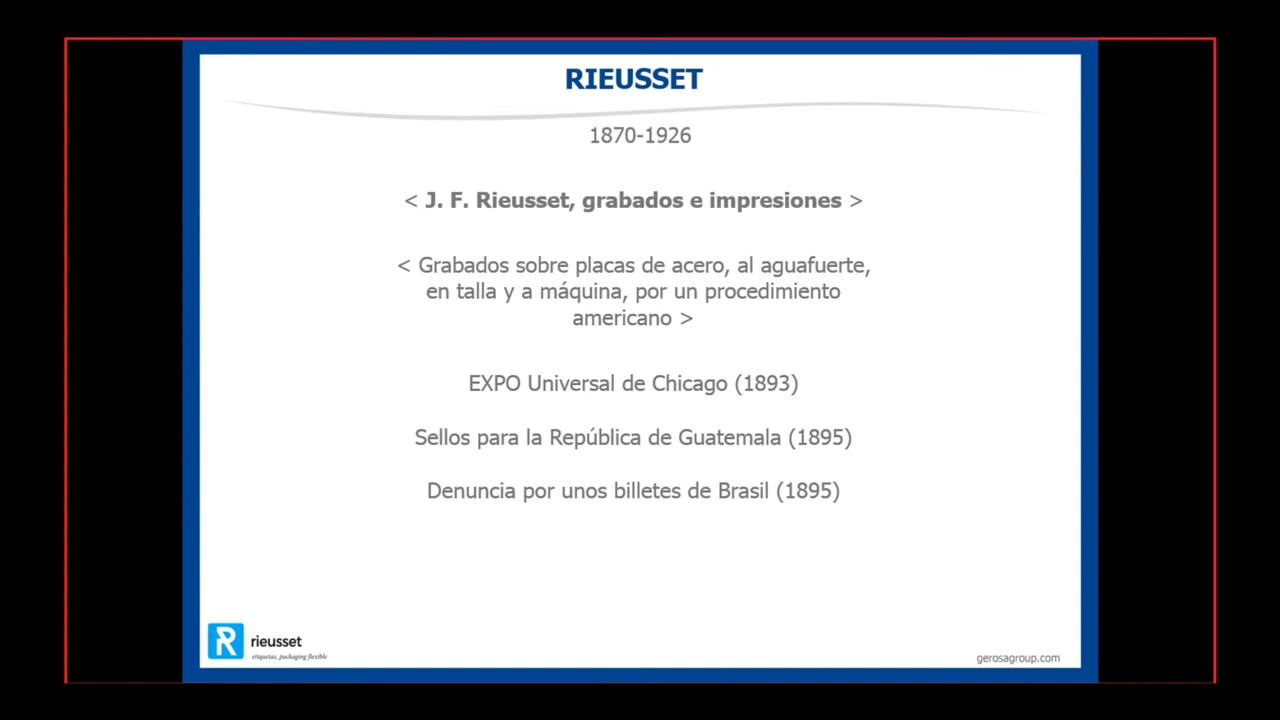 RIEUSSET
1870-1926
< J. F. Rieusset, grabados e impresiones >
< Grabados sobre placas de acero, al aguafuerte,
en talla y a máquina, por un procedimiento
americano >
EXPO Universal de Chicago (1893)
Sellos para la República de Guatemala (1895)
Denuncia por unos billetes de Brasil (1895)
R rieusset
etiquetas, packaging flexible
gerosagroup.com